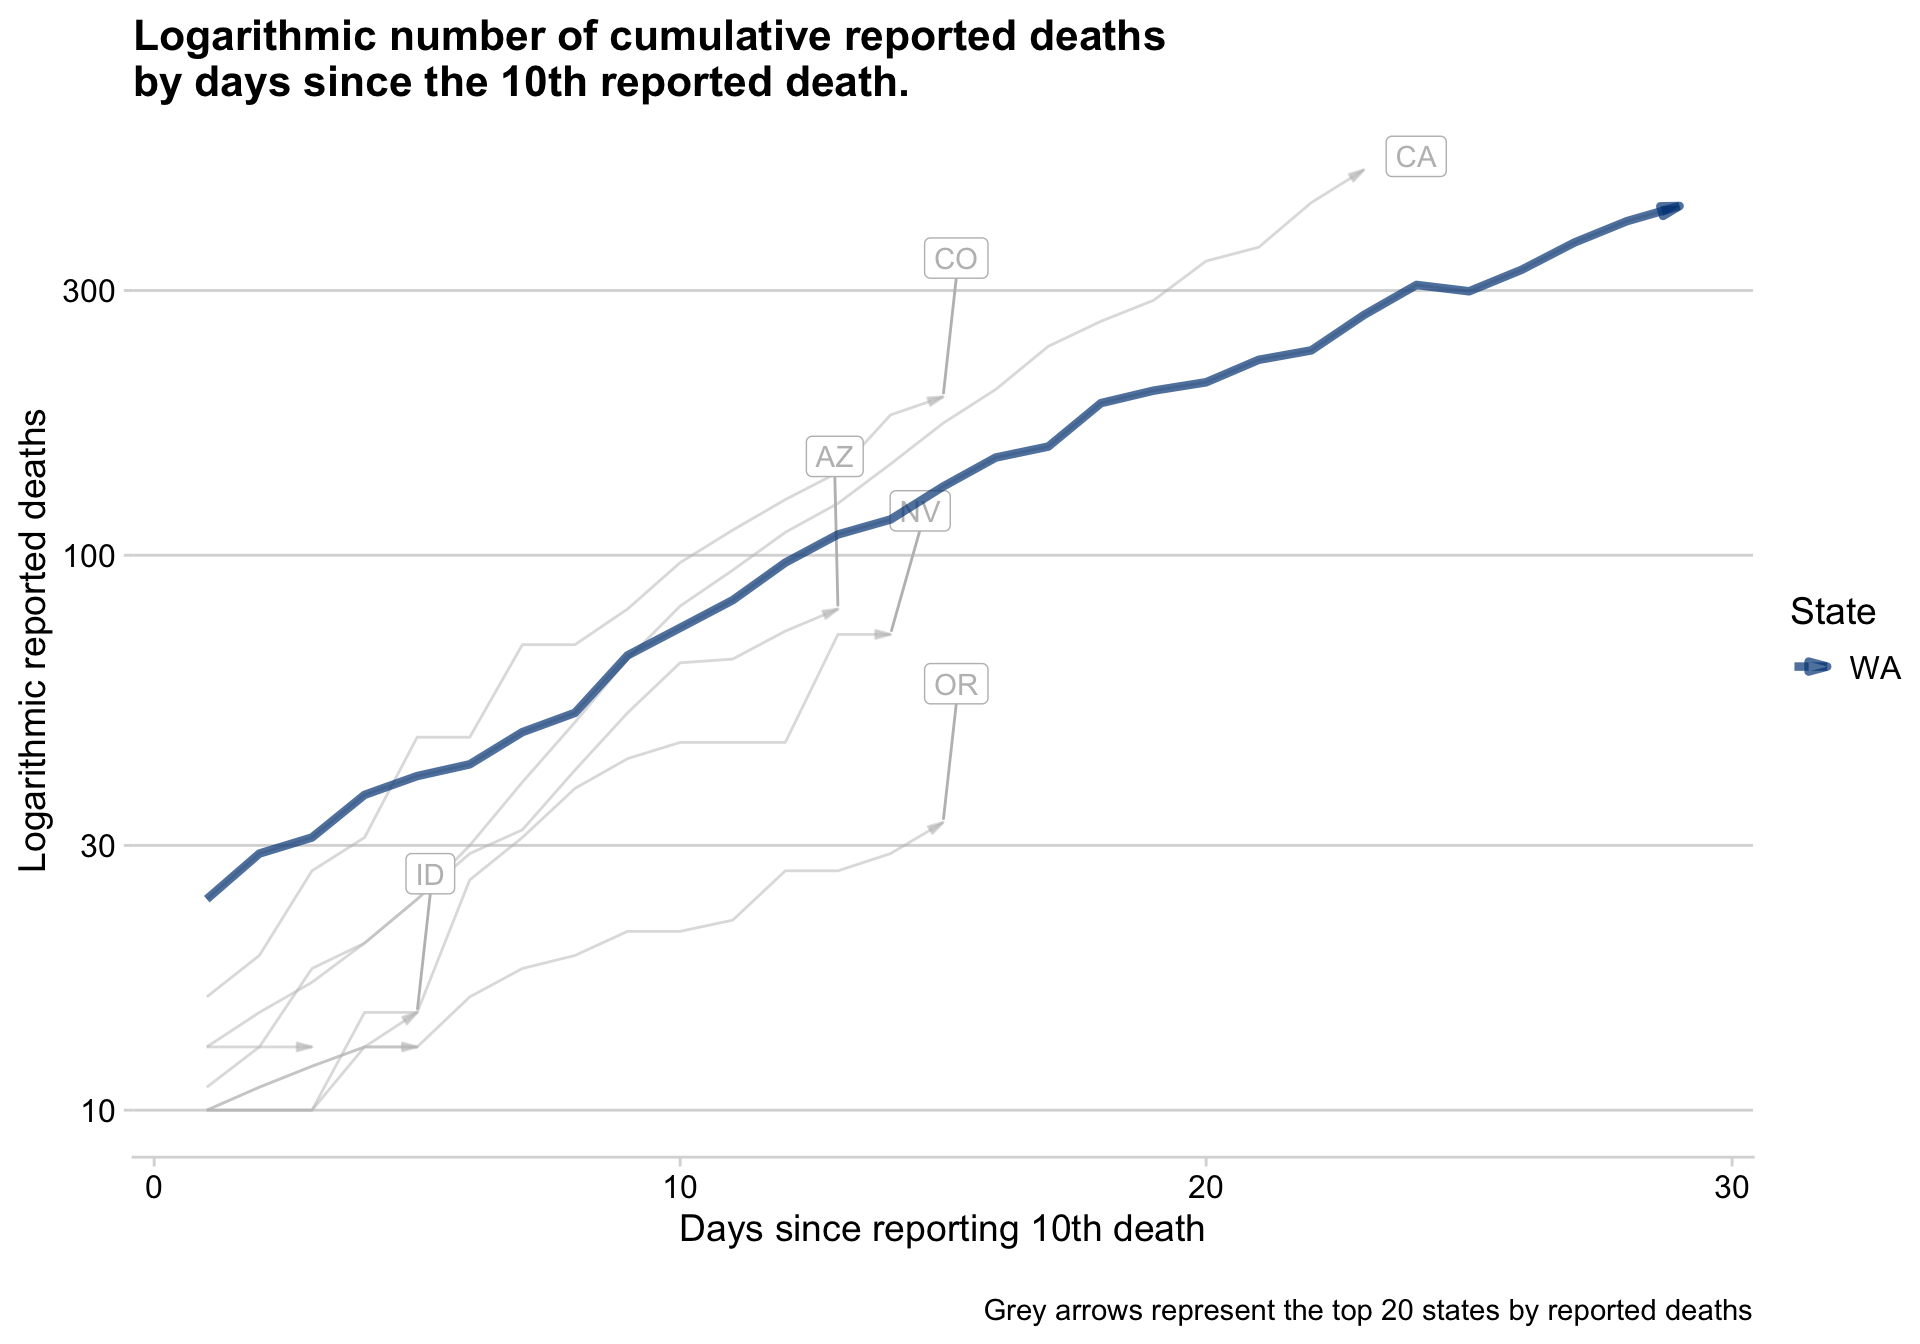 Logarithmic number of cumulative reported deaths
by days since the 10th reported death.
CA
CO
300
AZ
NV
100
OR
30
ID
10
Logarithmic reported deaths
State
WA
0 10 20 30
Days since reporting 10th death
Grey arrows represent the top 20 states by reported deaths